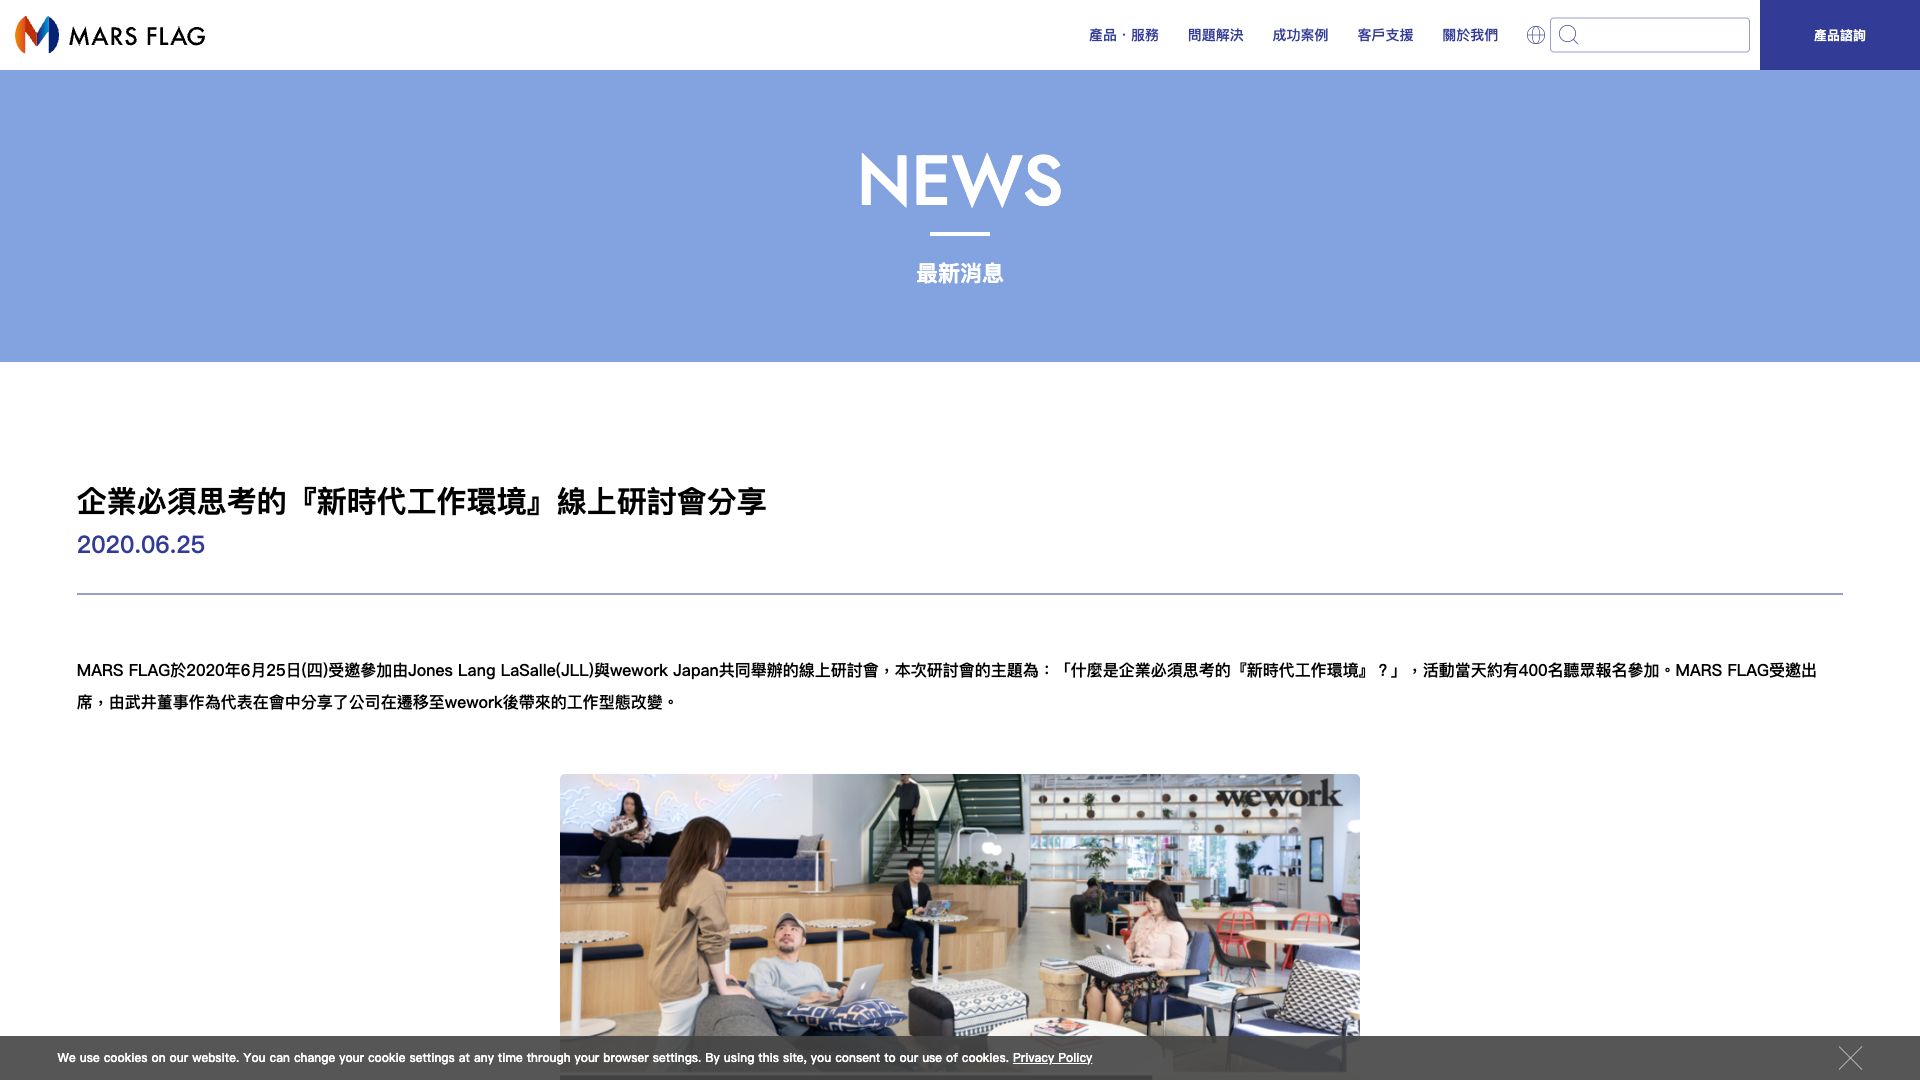 MARS FLAG
產品・服務
問題解決
成功案例
客戶支援
關於我們
產品諮詢
NEWS
最新消息
企業必須思考的『新時代工作環境』線上研討會分享
2020.06.25
MARS FLAG於2020年6月25日(四)受邀參加由Jones Lang LaSalle(JLL)與wework Japan共同舉辦的線上研討會，本次研討會的主題為：「什麼是企業必須思考的『新時代工作環境』？」，活動當天約有400名聽眾報名參加。MARS FLAG受邀出
席，由武井董事作為代表在會中分享了公司在遷移至wework後帶來的工作型態改變。
wework
We use cookies on our website. You can change your cookie settings at any time through your browser settings. By using this site, you consent to our use of cookies. Privacy Policy